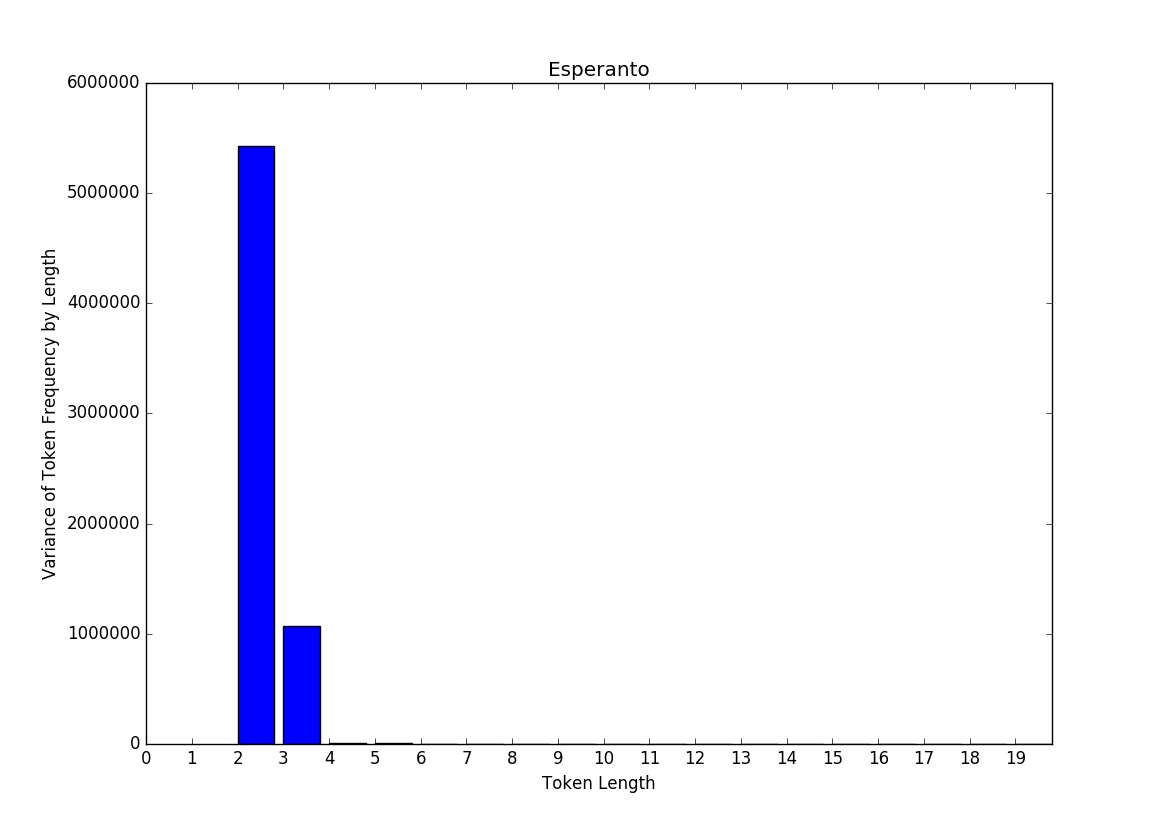 Esperanto
6000000
5000000
4000000
3000000
2000000
1000000
0
Variance of Token Frequency by Length
0 1 2 3 4 5 6 7 8 9 10 11 12 13 14 15 16 17 18 19
Token Length